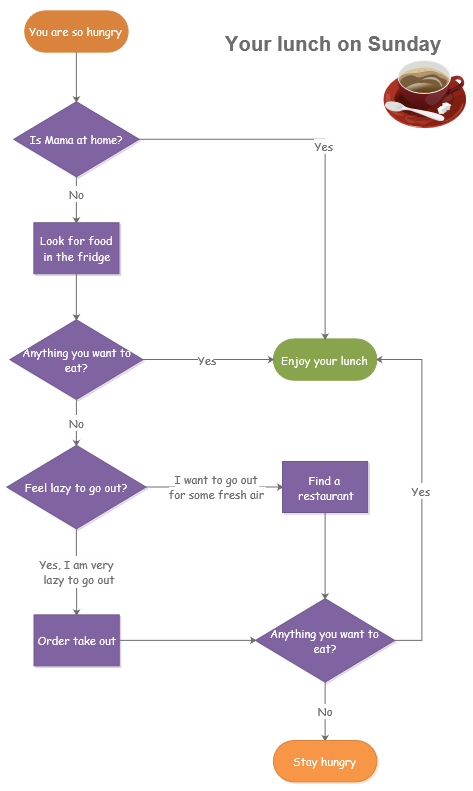 Your lunch on Sunday
You are so hungry
Is Mama at home?
Yes
No
Look for food
in the fridge
Anything you want to
eat?
Yes
Enjoy your lunch
No
Feel lazy to go out?
I want to go out
for some fresh air
Find a
restaurant
Yes
Yes, I am very
lazy to go out
Order take out
Anything you want to
eat?
No
Stay hungry